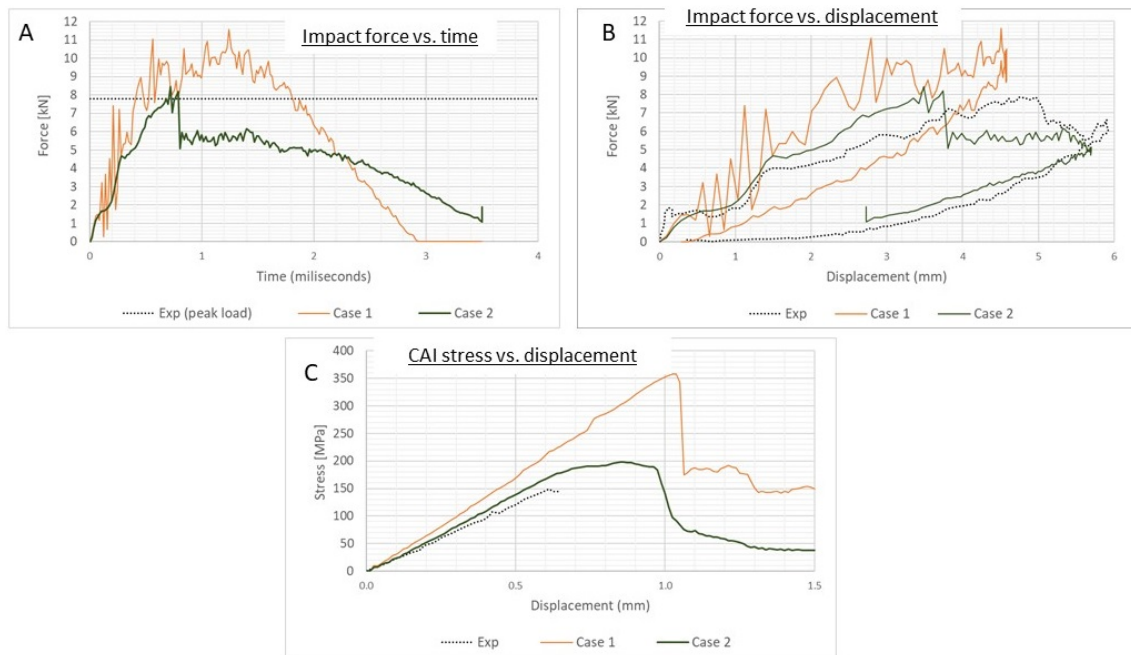 A
Impact force vs. time
Force [kN]
12
11
10
9
8
7
6
5
4
3
2
1
0
0 1 2 3 4
Time (miliseconds)
Exp (peak load) Case 1 Case 2
B
Impact force vs. displacement
Force [kN]
12
11
10
9
8
7
6
5
4
3
2
1
0
0 1 2 3 4 5 6
Displacement (mm)
Exp Case 1 Case 2
C
CAI stress vs. displacement
Stress [MPa]
400
350
300
250
200
150
100
50
0
0.0 0.5 1.0 1.5
Displacement (mm)
Exp Case 1 Case 2